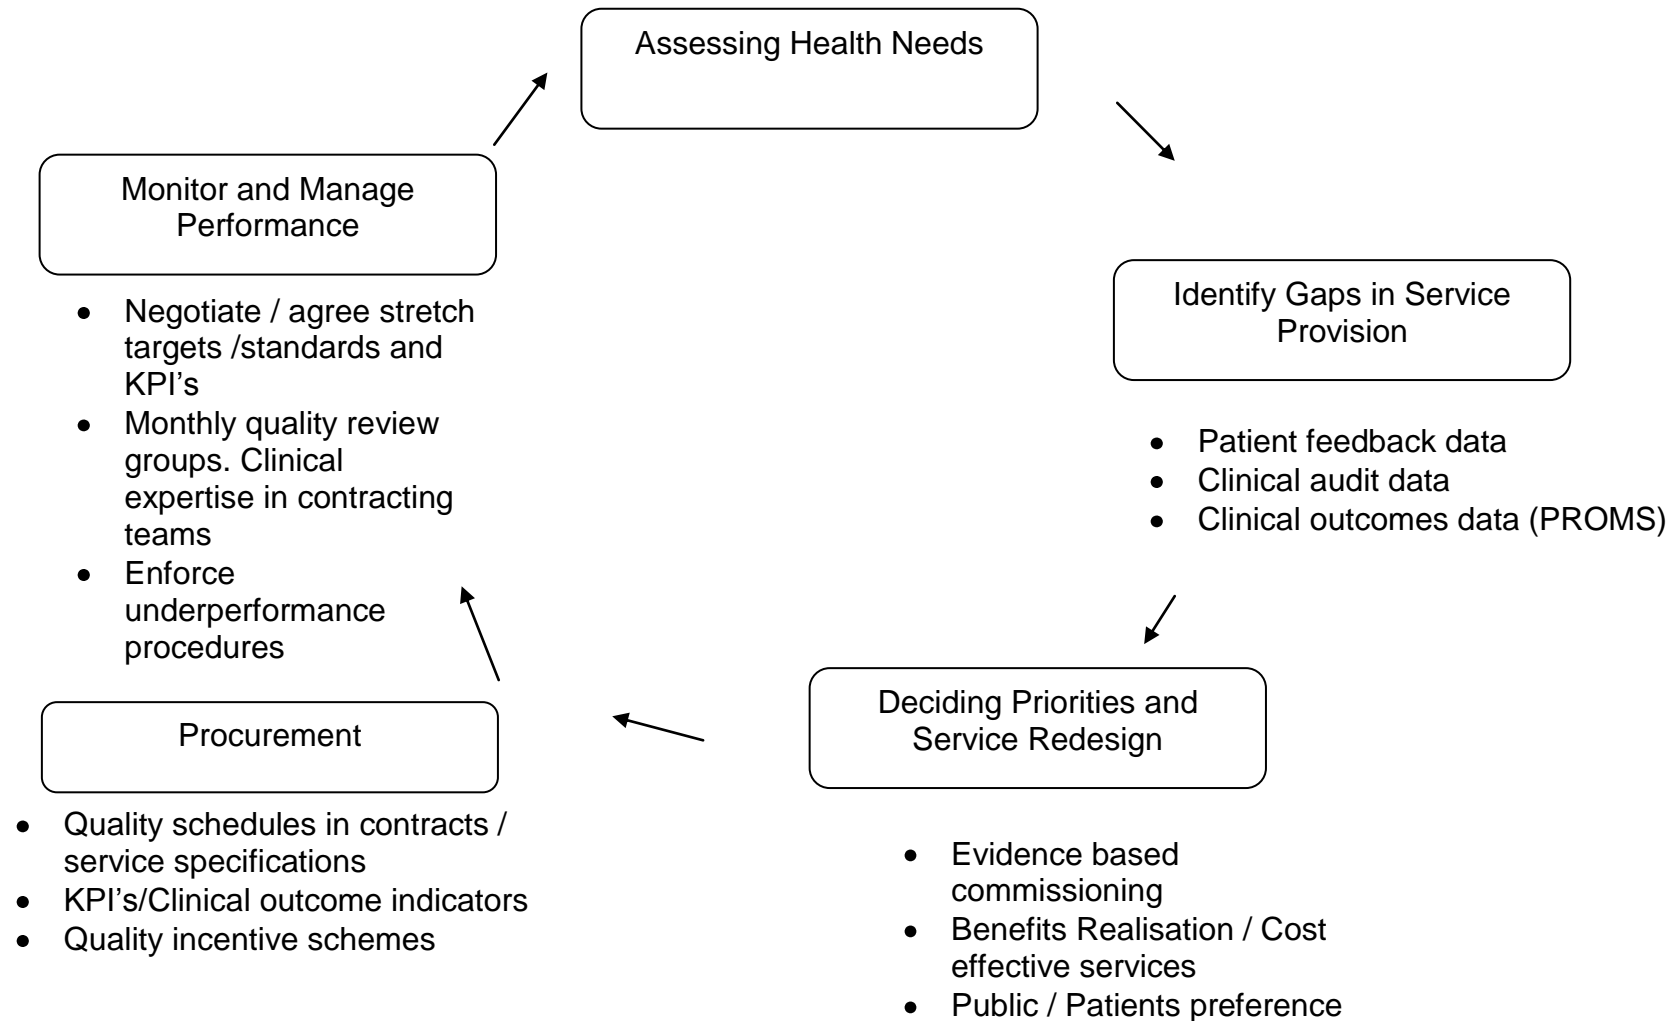 Assessing Health Needs
Monitor and Manage
Performance
• Negotiate / agree stretch
targets /standards and
KPI’s
• Monthly quality review
groups. Clinical
expertise in contracting
teams
• Enforce
underperformance
procedures
Identify Gaps in Service
Provision
• Patient feedback data
• Clinical audit data
• Clinical outcomes data (PROMS)
Deciding Priorities and
Service Redesign
• Evidence based
commissioning
• Benefits Realisation / Cost
effective services
• Public / Patients preference
Procurement
• Quality schedules in contracts /
service specifications
• KPI’s/Clinical outcome indicators
• Quality incentive schemes